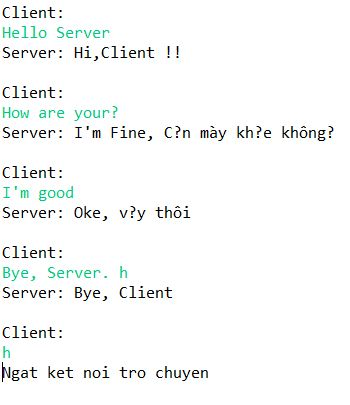 Client:
Hello Server
Server: Hi,Client !!
Client:
How are your?
Server: I'm Fine, C?n mày kh?e không?
Client:
I'm good
Server: Oke, v?y thôi
Client:
Bye, Server. h
Server: Bye, Client
Client:
h
Ngat ket noi tro chuyen